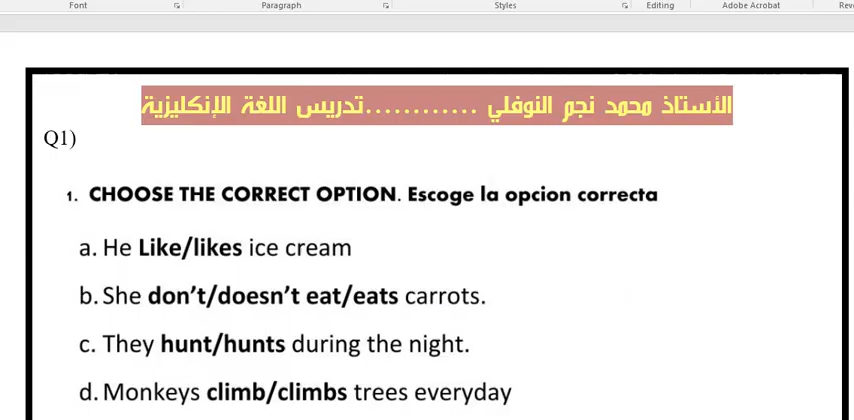 Font Paragraph Styles Editing Adobe Acrobat
الأستاذ محمد نجم النوفلي ............تدريس اللغة الإنكليزية
Q1)
1. CHOOSE THE CORRECT OPTION. Escoge la opcion correcta
a. He Like/likes ice cream
b. She don’t/doesn’t eat/eats carrots.
c. They hunt/hunts during the night.
d. Monkeys climb/climbs trees everyday